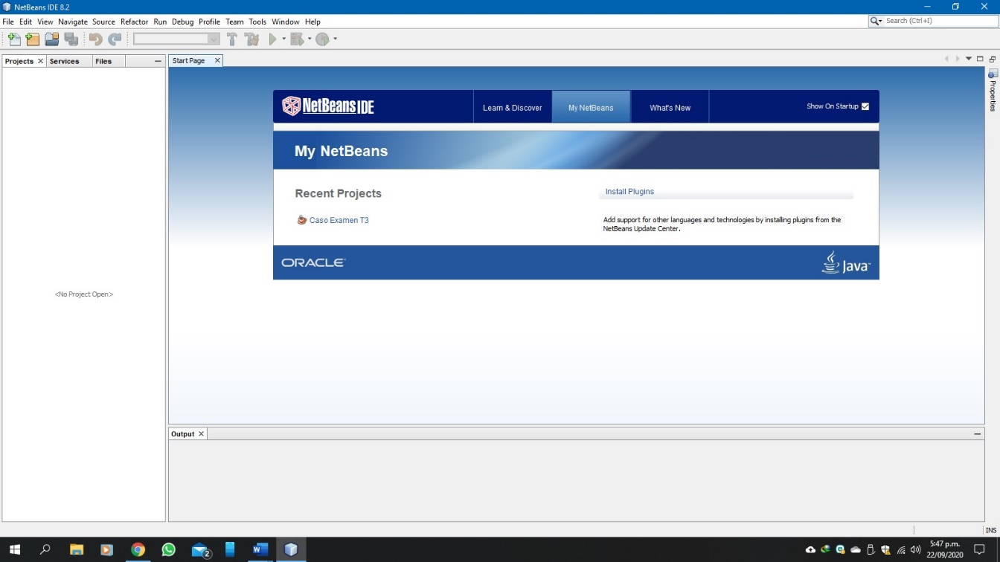 NetBeans IDE 8.2
File Edit View Navigate Source Refactor Run Debug Profile Team Tools Window Help
Search (Ctrl+I)
Projects Services Files
Start Page
Properties
NetBeans IDE
Learn & Discover My NetBeans What's New
Show On Startup
My NetBeans
Recent Projects
Caso Examen T3
Install Plugins
Add support for other languages and technologies by installing plugins from the
NetBeans Update Center.
ORACLE
Java
<No Project Open>
Output
INS
2
W
5:47 p.m.
22/09/2020